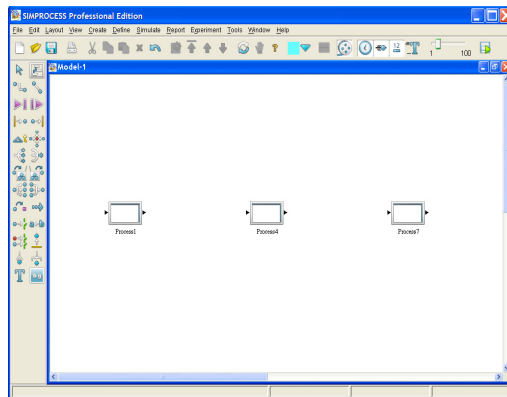 SIMPROCESS Professional Edition
File Edit Layout View Create Define Simulate Report Experiment Tools Window Help
12
1 100
Model-1
Process1 Process4 Process7
T